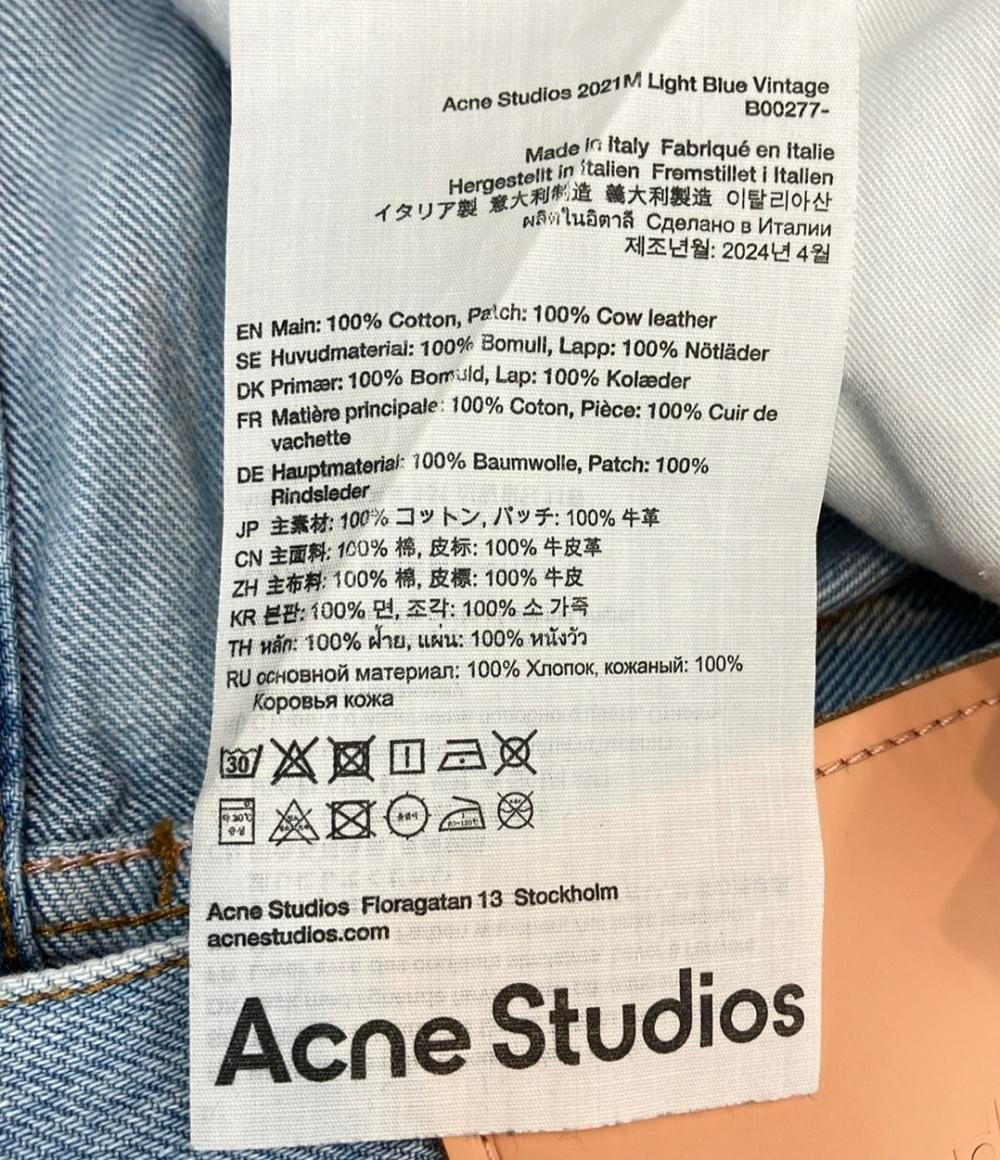 Acne Studios 2021M Light Blue Vintage
B00277-
Made in Italy Fabriqué en Italie
Hergestellt in Italien Fremstillet i Italien
イタリア製 意大利制造 義大利製造 이탈리아산
ผลิตในอิตาลี Сделано в Италии
제조년월: 2024년 4월
EN Main: 100% Cotton, Patch: 100% Cow leather
SE Huvudmaterial: 100% Bomull, Lapp: 100% Nötläder
DK Primær: 100% Bomuld, Lap: 100% Kolæder
FR Matière principale: 100% Coton, Pièce: 100% Cuir de
vachette
DE Hauptmaterial: 100% Baumwolle, Patch: 100%
Rindsleder
JP 主素材: 100% コットン, パッチ: 100% 牛革
CN 主面料: 100% 棉, 皮标: 100% 牛皮革
ZH 主布料: 100% 棉, 皮標: 100% 牛皮
KR 본판: 100% 면, 조각: 100% 소 가죽
TH หลัก: 100% ฝ้าย, แผ่น: 100% หนังวัว
RU основной материал: 100% Хлопок, кожаный: 100%
Коровья кожа
30
약 30℃
중성
80~120℃
Acne Studios Floragatan 13 Stockholm
acnestudios.com
Acne Studios